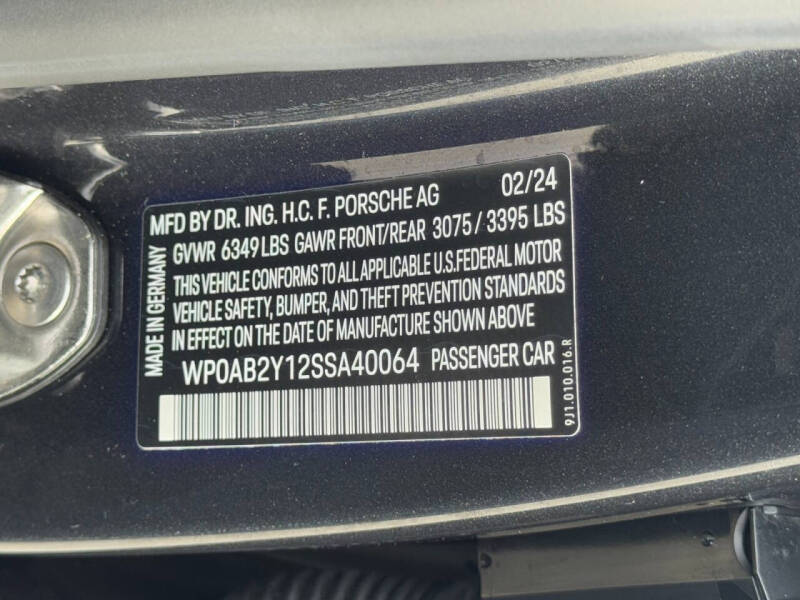 MFD BY DR. ING. H.C. F. PORSCHE AG 02/24
GVWR 6349 LBS GAWR FRONT/REAR 3075 / 3395 LBS
THIS VEHICLE CONFORMS TO ALL APPLICABLE U.S.FEDERAL MOTOR
VEHICLE SAFETY, BUMPER, AND THEFT PREVENTION STANDARDS
IN EFFECT ON THE DATE OF MANUFACTURE SHOWN ABOVE
WP0AB2Y12SSA40064 PASSENGER CAR
MADE IN GERMANY
9J1.010.016.R